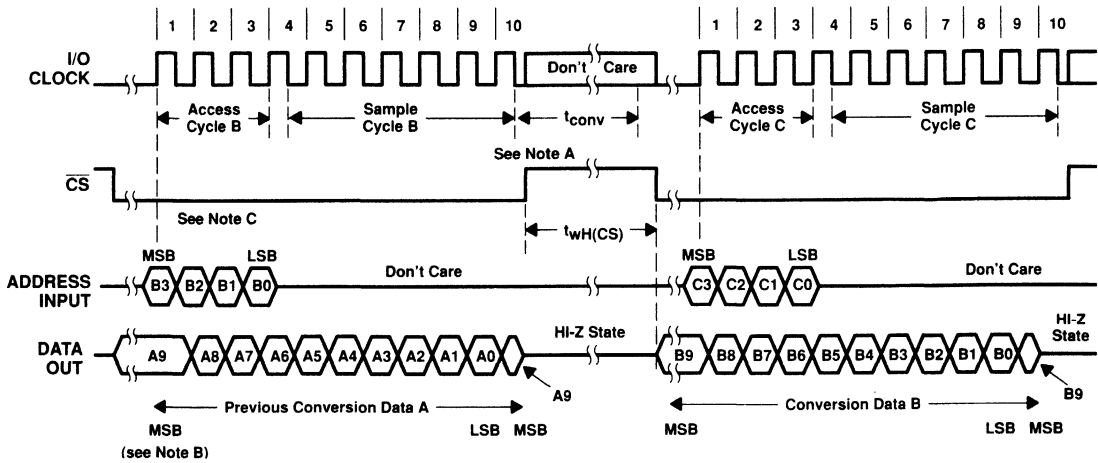 1 2 3 4 5 6 7 8 9 10 1 2 3 4 5 6 7 8 9 10
I/O
CLOCK
Don't Care
Access
Cycle B
Sample
Cycle B
tconv
Access
Cycle C
Sample
Cycle C
See Note A
CS
See Note C
twH(CS)
MSB LSB MSB LSB
ADDRESS
INPUT
B3 B2 B1 B0 Don't Care C3 C2 C1 C0 Don't Care
HI-Z State
HI-Z
State
DATA
OUT
A9 A8 A7 A6 A5 A4 A3 A2 A1 A0 B9 B8 B7 B6 B5 B4 B3 B2 B1 B0
A9 B9
Previous Conversion Data A Conversion Data B
MSB LSB MSB MSB LSB MSB
(see Note B)